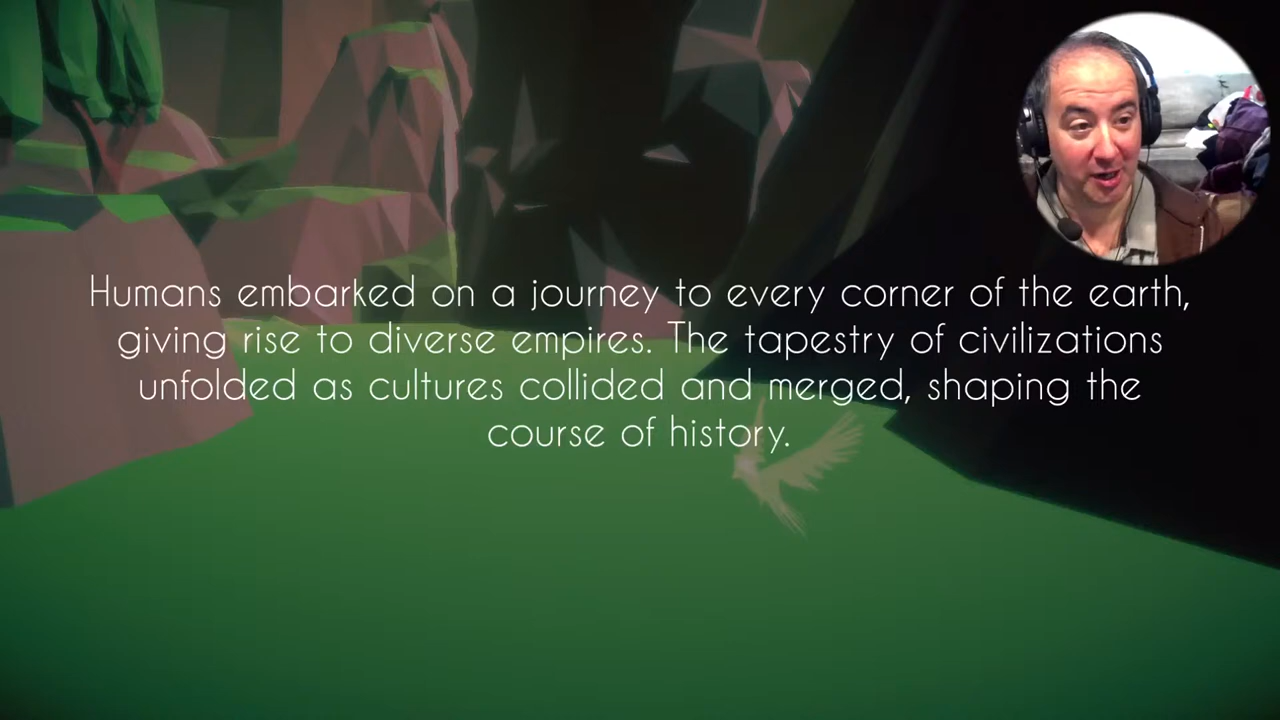 Humans embarked on a journey to every corner of the earth,
giving rise to diverse empires. The tapestry of civilizations
unfolded as cultures collided and merged, shaping the
course of history.